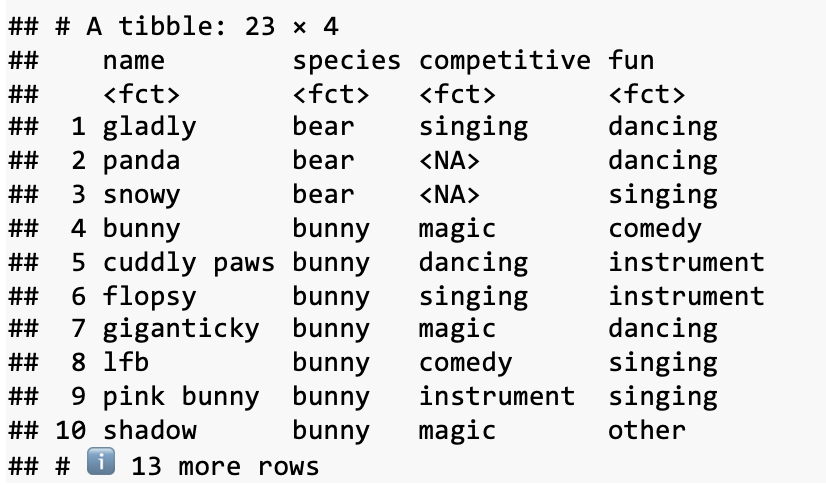 ## # A tibble: 23 × 4
##    name        species competitive fun
##    <fct>       <fct>   <fct>       <fct>
##  1 gladly      bear    singing     dancing
##  2 panda       bear    <NA>        dancing
##  3 snowy       bear    <NA>        singing
##  4 bunny       bunny   magic       comedy
##  5 cuddly paws bunny   dancing     instrument
##  6 flopsy      bunny   singing     instrument
##  7 giganticky  bunny   magic       dancing
##  8 lfb         bunny   comedy      singing
##  9 pink bunny  bunny   instrument  singing
## 10 shadow      bunny   magic       other
## # ℹ️ 13 more rows